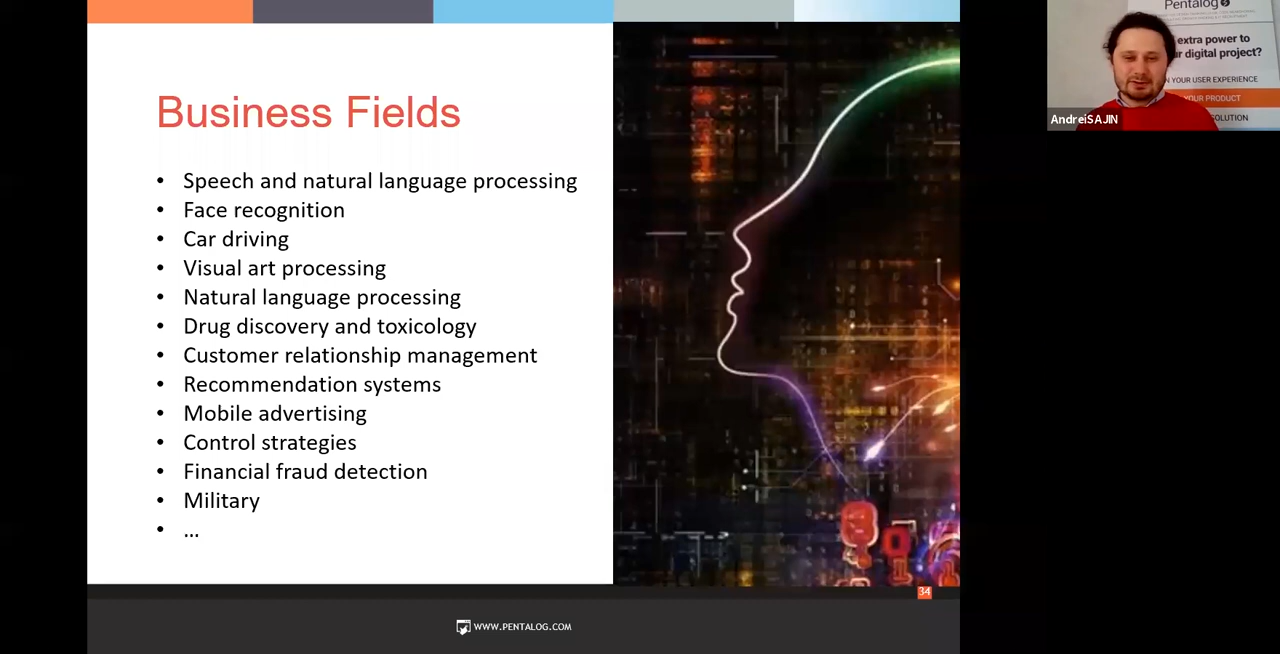 Business Fields
• Speech and natural language processing
• Face recognition
• Car driving
• Visual art processing
• Natural language processing
• Drug discovery and toxicology
• Customer relationship management
• Recommendation systems
• Mobile advertising
• Control strategies
• Financial fraud detection
• Military
• ...
34
WWW.PENTALOG.COM
Pentalog
extra power to
digital project?
YOUR USER EXPERIENCE
YOUR PRODUCT
AndreiSAJIN